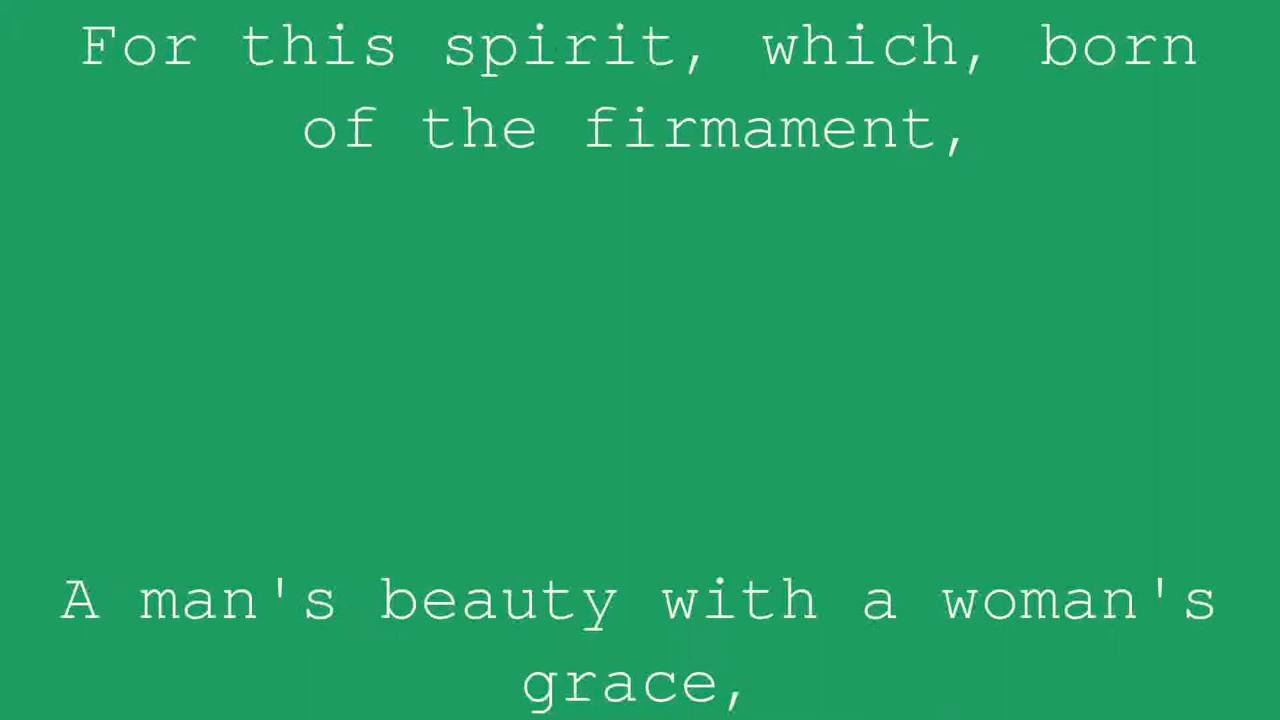 For this spirit, which, born
of the firmament,
A man's beauty with a woman's
grace,